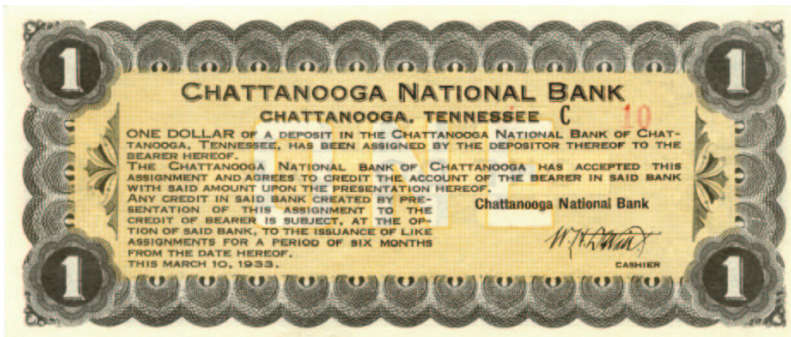 1 1
CHATTANOOGA NATIONAL BANK
CHATTANOOGA, TENNESSEE C 10
ONE DOLLAR OF A DEPOSIT IN THE CHATTANOOGA NATIONAL BANK OF CHAT-
TANOOGA, TENNESSEE, HAS BEEN ASSIGNED BY THE DEPOSITOR THEREOF TO THE
BEARER HEREOF.
THE CHATTANOOGA NATIONAL BANK OF CHATTANOOGA HAS ACCEPTED THIS
ASSIGNMENT AND AGREES TO CREDIT THE ACCOUNT OF THE BEARER IN SAID BANK
WITH SAID AMOUNT UPON THE PRESENTATION HEREOF.
ANY CREDIT IN SAID BANK CREATED BY PRE-
SENTATION OF THIS ASSIGNMENT TO THE
CREDIT OF BEARER IS SUBJECT, AT THE OP-
TION OF SAID BANK, TO THE ISSUANCE OF LIKE
ASSIGNMENTS FOR A PERIOD OF SIX MONTHS
FROM THE DATE HEREOF.
THIS MARCH 10, 1933.
Chattanooga National Bank
CASHIER
ONE
1 1